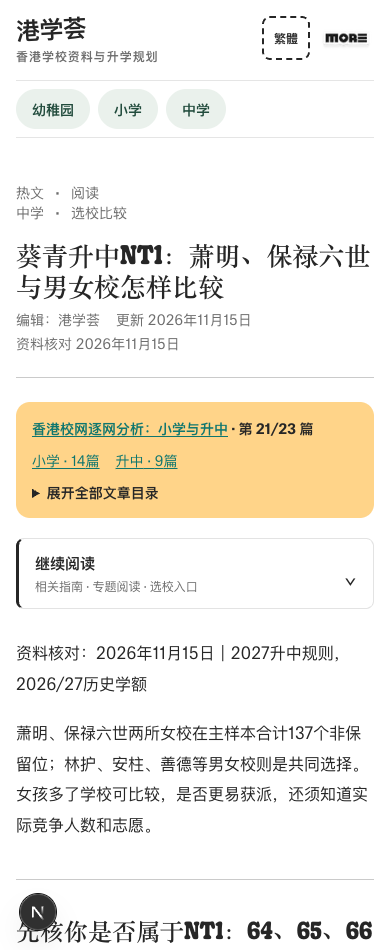 港学荟
香港学校资料与升学规划
繁體
MORE
幼稚园
小学
中学
热文 • 阅读
中学 • 选校比较
葵青升中NT1：萧明、保禄六世
与男女校怎样比较
编辑：港学荟 更新 2026年11月15日
资料核对 2026年11月15日
香港校网逐网分析：小学与升中 · 第 21/23 篇
小学 · 14篇 升中 · 9篇
▶ 展开全部文章目录
继续阅读
相关指南 · 专题阅读 · 选校入口
资料核对：2026年11月15日｜2027升中规则，
2026/27历史学额
萧明、保禄六世两所女校在主样本合计137个非保
留位；林护、安柱、善德等男女校则是共同选择。
女孩多了学校可比较，是否更易获派，还须知道实
际竞争人数和志愿。
先核你是否属于NT1：64、65、66
N